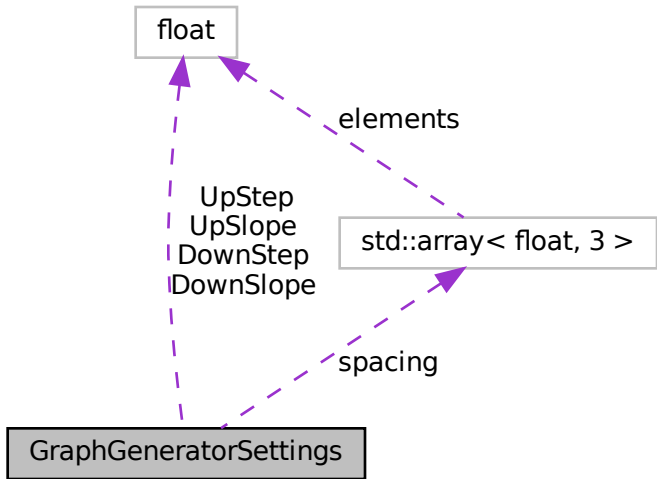 float
elements
UpStep
UpSlope
DownStep
DownSlope
std::array< float, 3 >
spacing
GraphGeneratorSettings